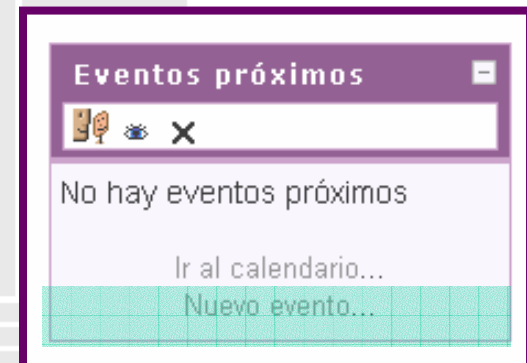 Eventos próximos
No hay eventos próximos
Ir al calendario...
Nuevo evento...